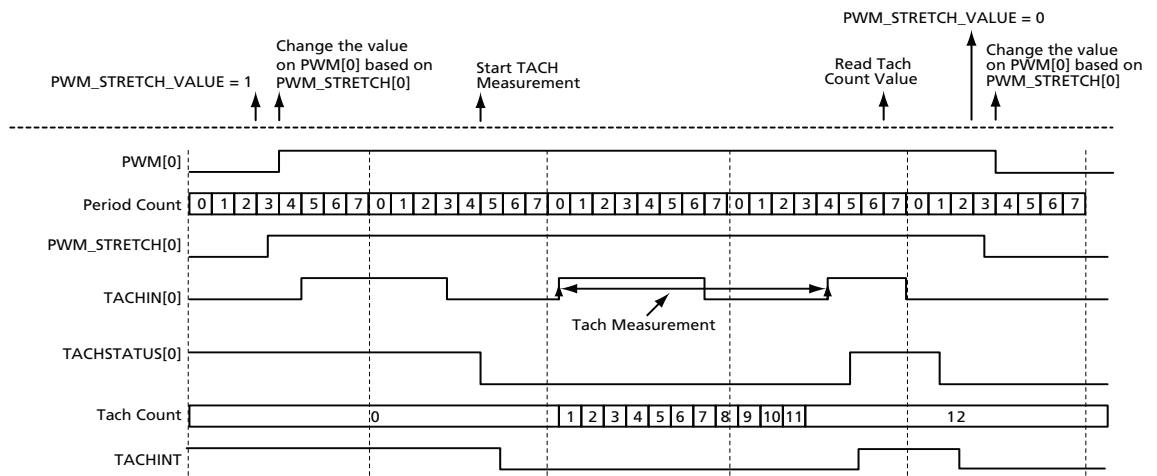 PWM_STRETCH_VALUE = 0
Change the value
on PWM[0] based on
PWM_STRETCH[0]
PWM_STRETCH_VALUE = 1
Start TACH
Measurement
Read Tach
Count Value
Change the value
on PWM[0] based on
PWM_STRETCH[0]
PWM[0]
Period Count 0 1 2 3 4 5 6 7 0 1 2 3 4 5 6 7 0 1 2 3 4 5 6 7 0 1 2 3 4 5 6 7 0 1 2 3 4 5 6 7
PWM_STRETCH[0]
TACHIN[0]
Tach Measurement
TACHSTATUS[0]
Tach Count 0 1 2 3 4 5 6 7 8 9 10 11 12
TACHINT